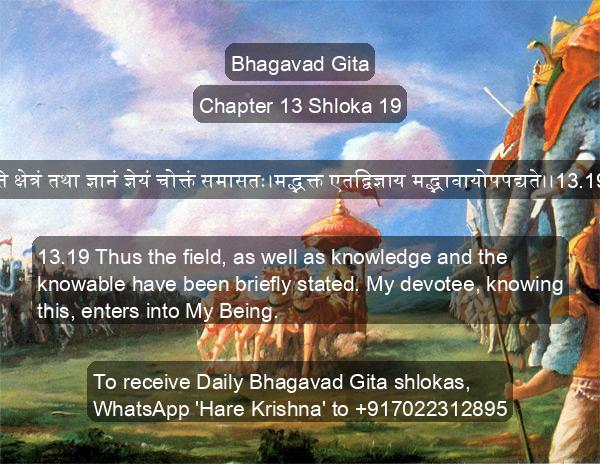 Bhagavad Gita
Chapter 13 Shloka 19
क्षेत्रं तथा ज्ञानं ज्ञेयं चोक्तं समासतः।मद्भक्त एतद्विज्ञाय मद्भावायोपपद्यते।।13.19
13.19 Thus the field, as well as knowledge and the
knowable have been briefly stated. My devotee, knowing
this, enters into My Being.
To receive Daily Bhagavad Gita shlokas,
WhatsApp 'Hare Krishna' to +917022312895